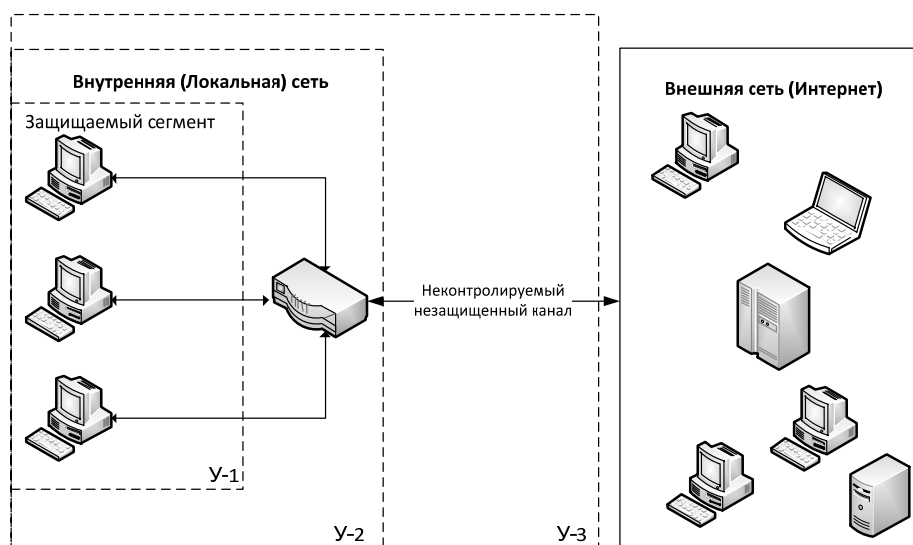 Внутренняя (Локальная) сеть
Защищаемый сегмент
У-1
У-2
Неконтролируемый
незащищенный канал
У-3
Внешняя сеть (Интернет)